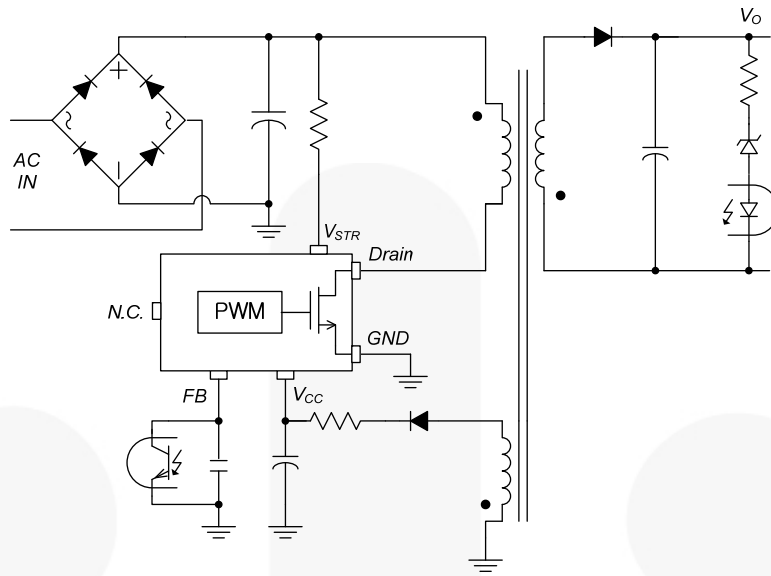 V_O
AC
IN
V_STR
Drain
N.C.
PWM
GND
FB
V_CC